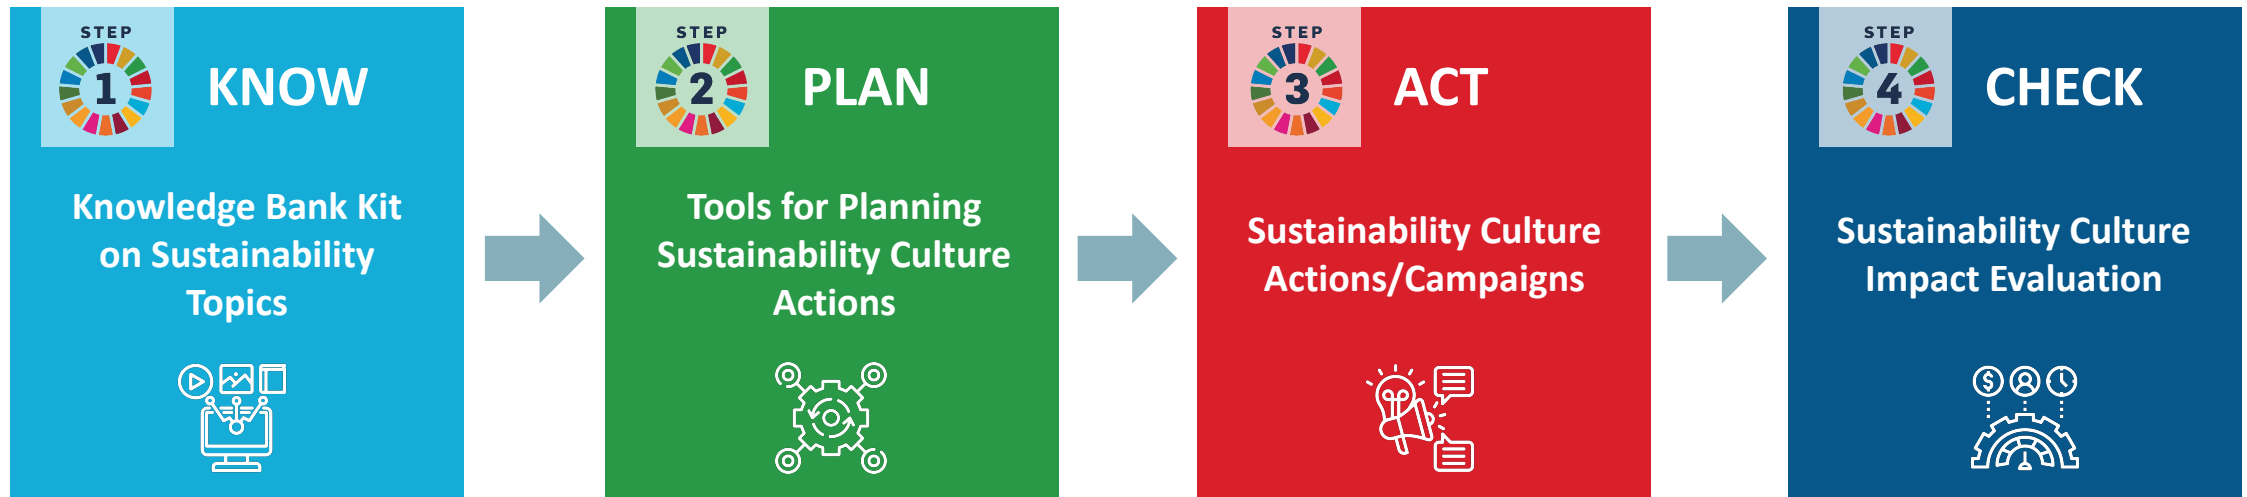 STEP
1
KNOW
Knowledge Bank Kit
on Sustainability
Topics
STEP
2
PLAN
Tools for Planning
Sustainability Culture
Actions
STEP
3
ACT
Sustainability Culture
Actions/Campaigns
STEP
4
CHECK
Sustainability Culture
Impact Evaluation
$